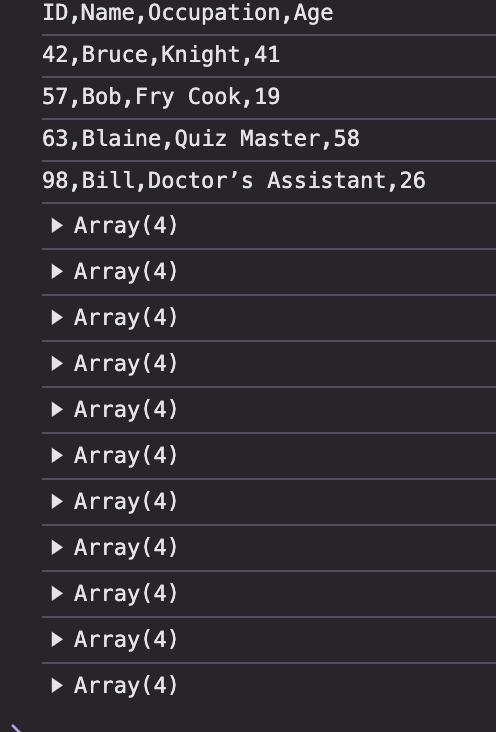 ID,Name,Occupation,Age
42,Bruce,Knight,41
57,Bob,Fry Cook,19
63,Blaine,Quiz Master,58
98,Bill,Doctor’s Assistant,26
Array(4)
Array(4)
Array(4)
Array(4)
Array(4)
Array(4)
Array(4)
Array(4)
Array(4)
Array(4)
Array(4)